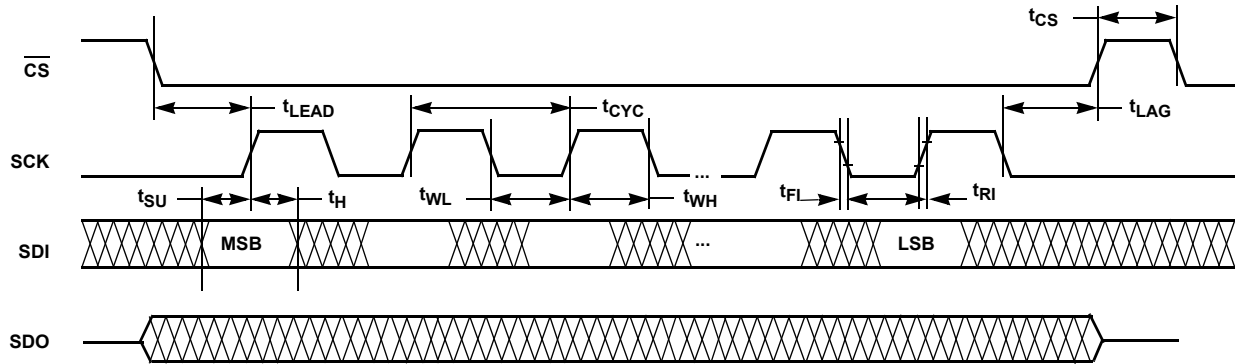 tCS
CS
tLEAD
tCYC
tLAG
SCK
...
tSU
tH
tWL
tWH
tFI
tRI
SDI
MSB
...
LSB
SDO